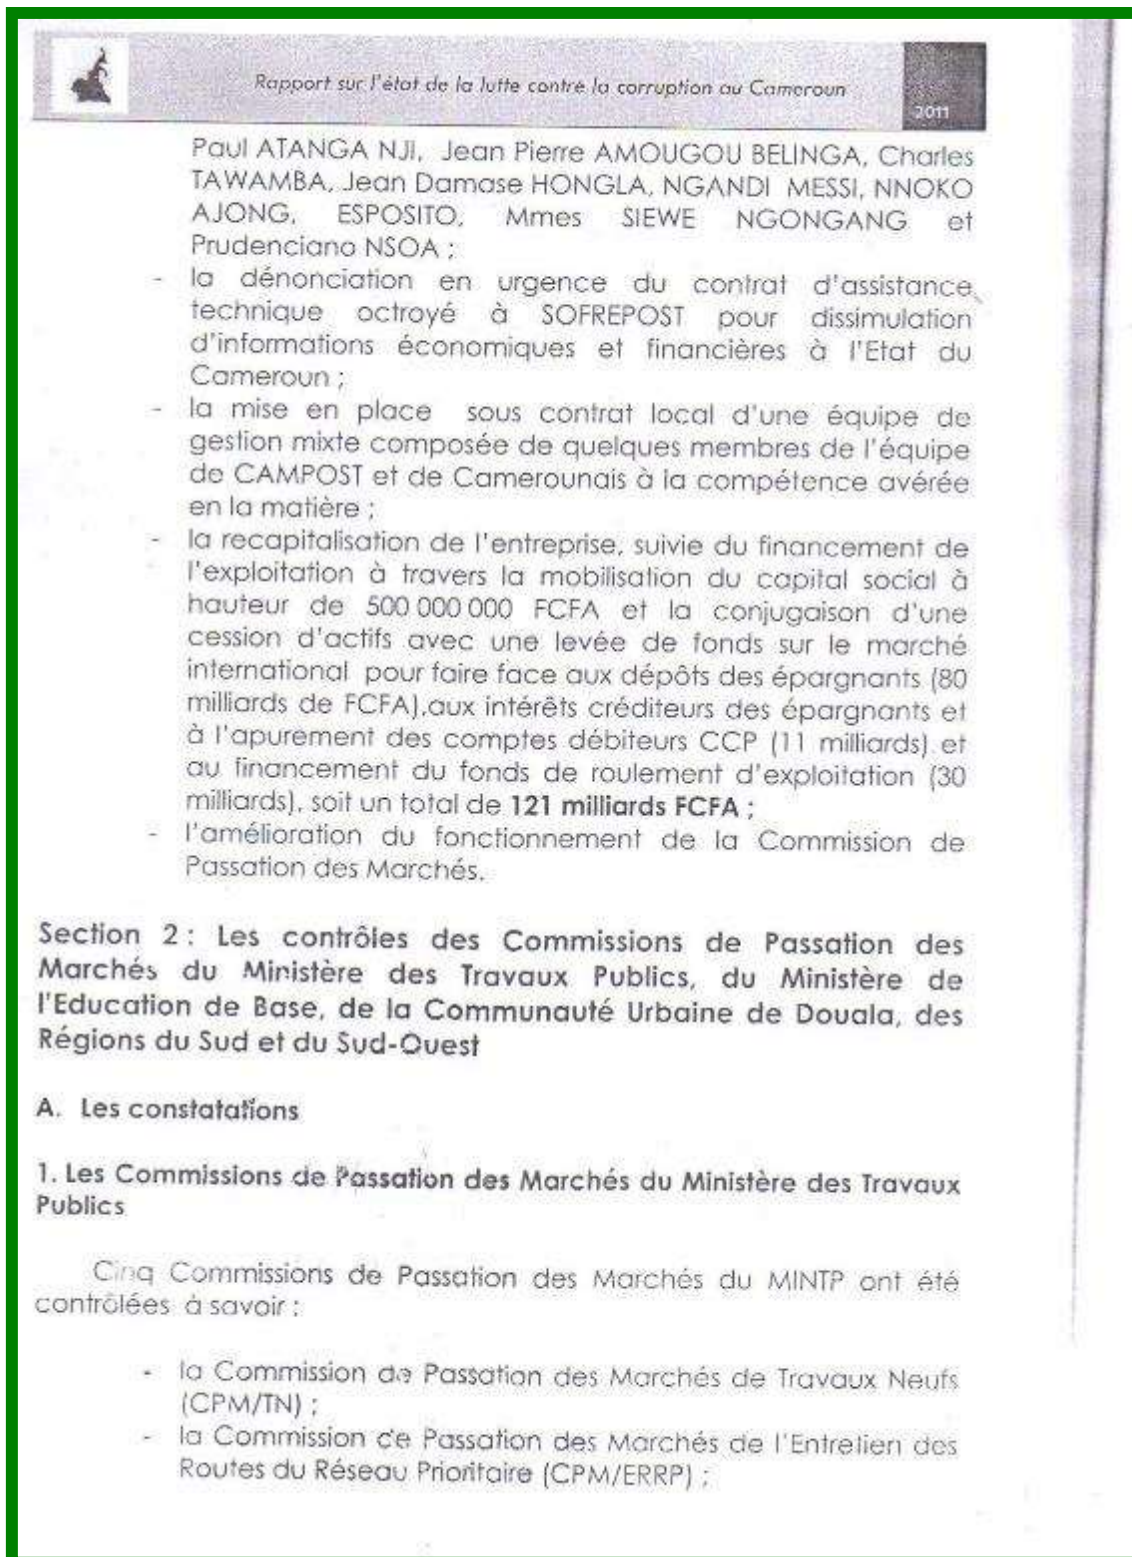 Rapport sur l'état de la lutte contre la corruption au Cameroun
2011
Paul ATANGA NJI, Jean Pierre AMOUGOU BELINGA, Charles
TAWAMBA, Jean Damase HONGLA, NGANDI MESSI, NNOKO
AJONG, ESPOSITO, Mmes SIEWE NGONGANG et
Prudenciano NSOA ;
- la dénonciation en urgence du contrat d'assistance
technique octroyé à SOFREPOST pour dissimulation
d'informations économiques et financières à l'Etat du
Cameroun ;
- la mise en place sous contrat local d'une équipe de
gestion mixte composée de quelques membres de l'équipe
de CAMPOST et de Camerounais à la compétence avérée
en la matière ;
- la recapitalisation de l'entreprise, suivie du financement de
l'exploitation à travers la mobilisation du capital social à
hauteur de 500 000 000 FCFA et la conjugaison d'une
cession d'actifs avec une levée de fonds sur le marché
international pour faire face aux dépôts des épargnants (80
milliards de FCFA),aux intérêts créditeurs des épargnants et
à l'apurement des comptes débiteurs CCP (11 milliards) et
au financement du fonds de roulement d'exploitation (30
milliards), soit un total de 121 milliards FCFA ;
- l'amélioration du fonctionnement de la Commission de
Passation des Marchés.
Section 2 : Les contrôles des Commissions de Passation des
Marchés du Ministère des Travaux Publics, du Ministère de
l'Education de Base, de la Communauté Urbaine de Douala, des
Régions du Sud et du Sud-Ouest
A. Les constatations
1. Les Commissions de Passation des Marchés du Ministère des Travaux
Publics
Cinq Commissions de Passation des Marchés du MINTP ont été
contrôlées à savoir :
- la Commission de Passation des Marchés de Travaux Neufs
(CPM/TN) ;
- la Commission de Passation des Marchés de l'Entretien des
Routes du Réseau Prioritaire (CPM/ERRP) ;